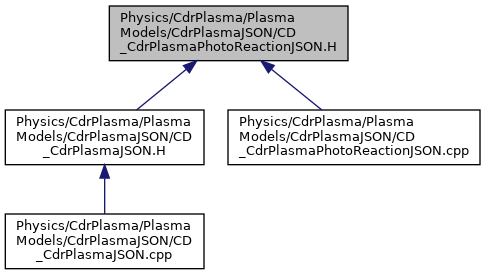 Physics/CdrPlasma/Plasma
Models/CdrPlasmaJSON/CD
_CdrPlasmaPhotoReactionJSON.H
Physics/CdrPlasma/Plasma
Models/CdrPlasmaJSON/CD
_CdrPlasmaJSON.H
Physics/CdrPlasma/Plasma
Models/CdrPlasmaJSON/CD
_CdrPlasmaPhotoReactionJSON.cpp
Physics/CdrPlasma/Plasma
Models/CdrPlasmaJSON/CD
_CdrPlasmaJSON.cpp